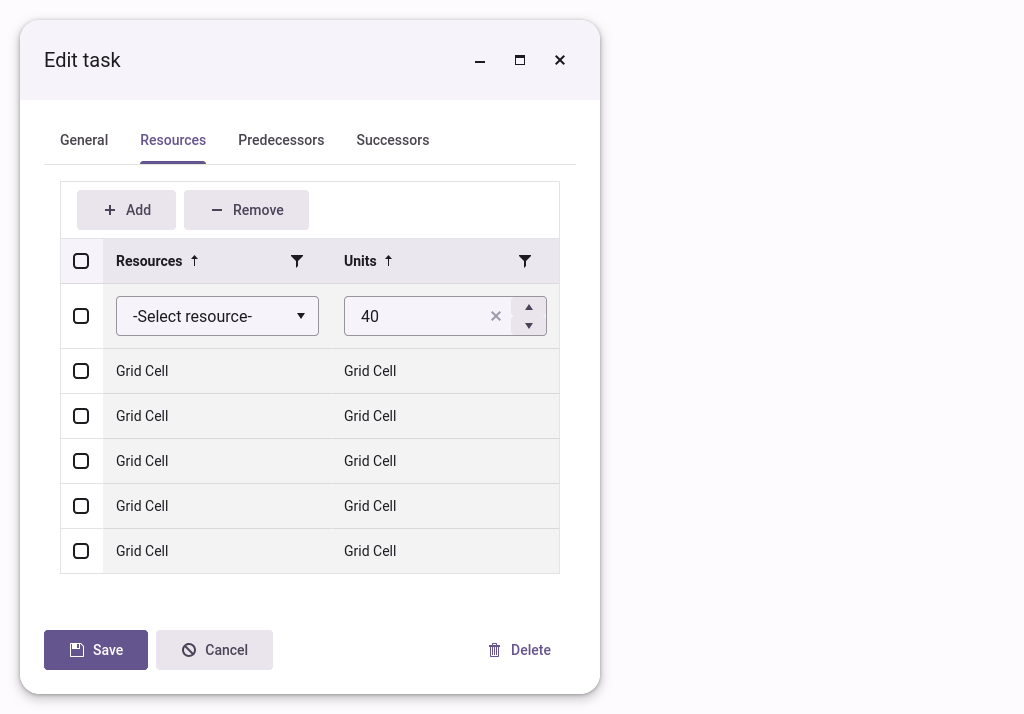 Edit task
General Resources Predecessors Successors
Add Remove
Resources Units
-Select resource- 40
Grid Cell Grid Cell
Grid Cell Grid Cell
Grid Cell Grid Cell
Grid Cell Grid Cell
Grid Cell Grid Cell
Save Cancel Delete